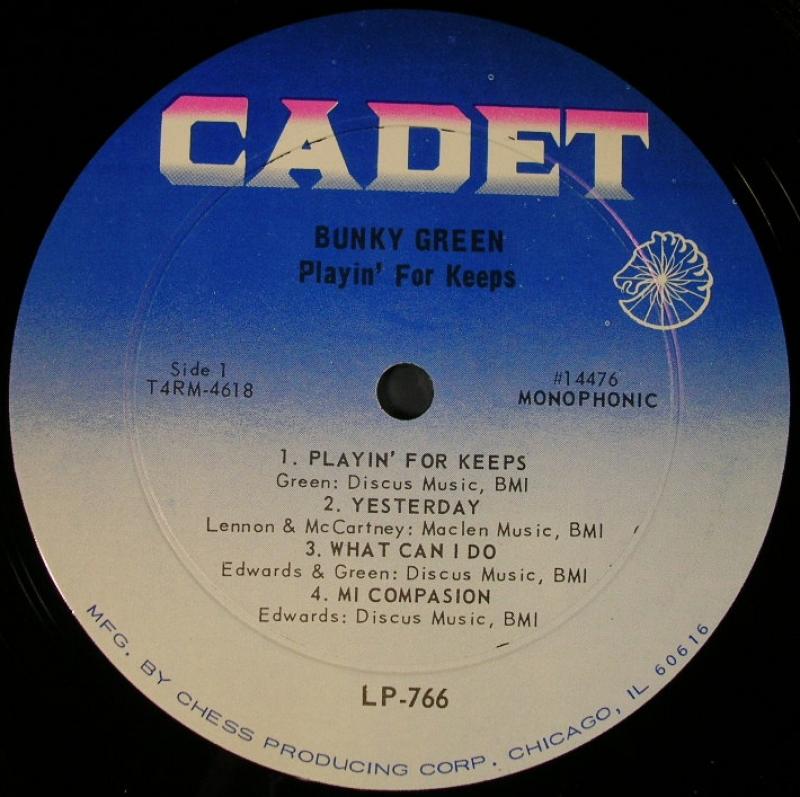 CADET
BUNKY GREEN
Playin' For Keeps
Side 1
T4RM-4618
#14476
MONOPHONIC
1. PLAYIN' FOR KEEPS
Green: Discus Music, BMI
2. YESTERDAY
Lennon & McCartney: Maclen Music, BMI
3. WHAT CAN I DO
Edwards & Green: Discus Music, BMI
4. MI COMPASION
Edwards: Discus Music, BMI
LP-766
MFG. BY CHESS PRODUCING CORP. CHICAGO, IL 60616